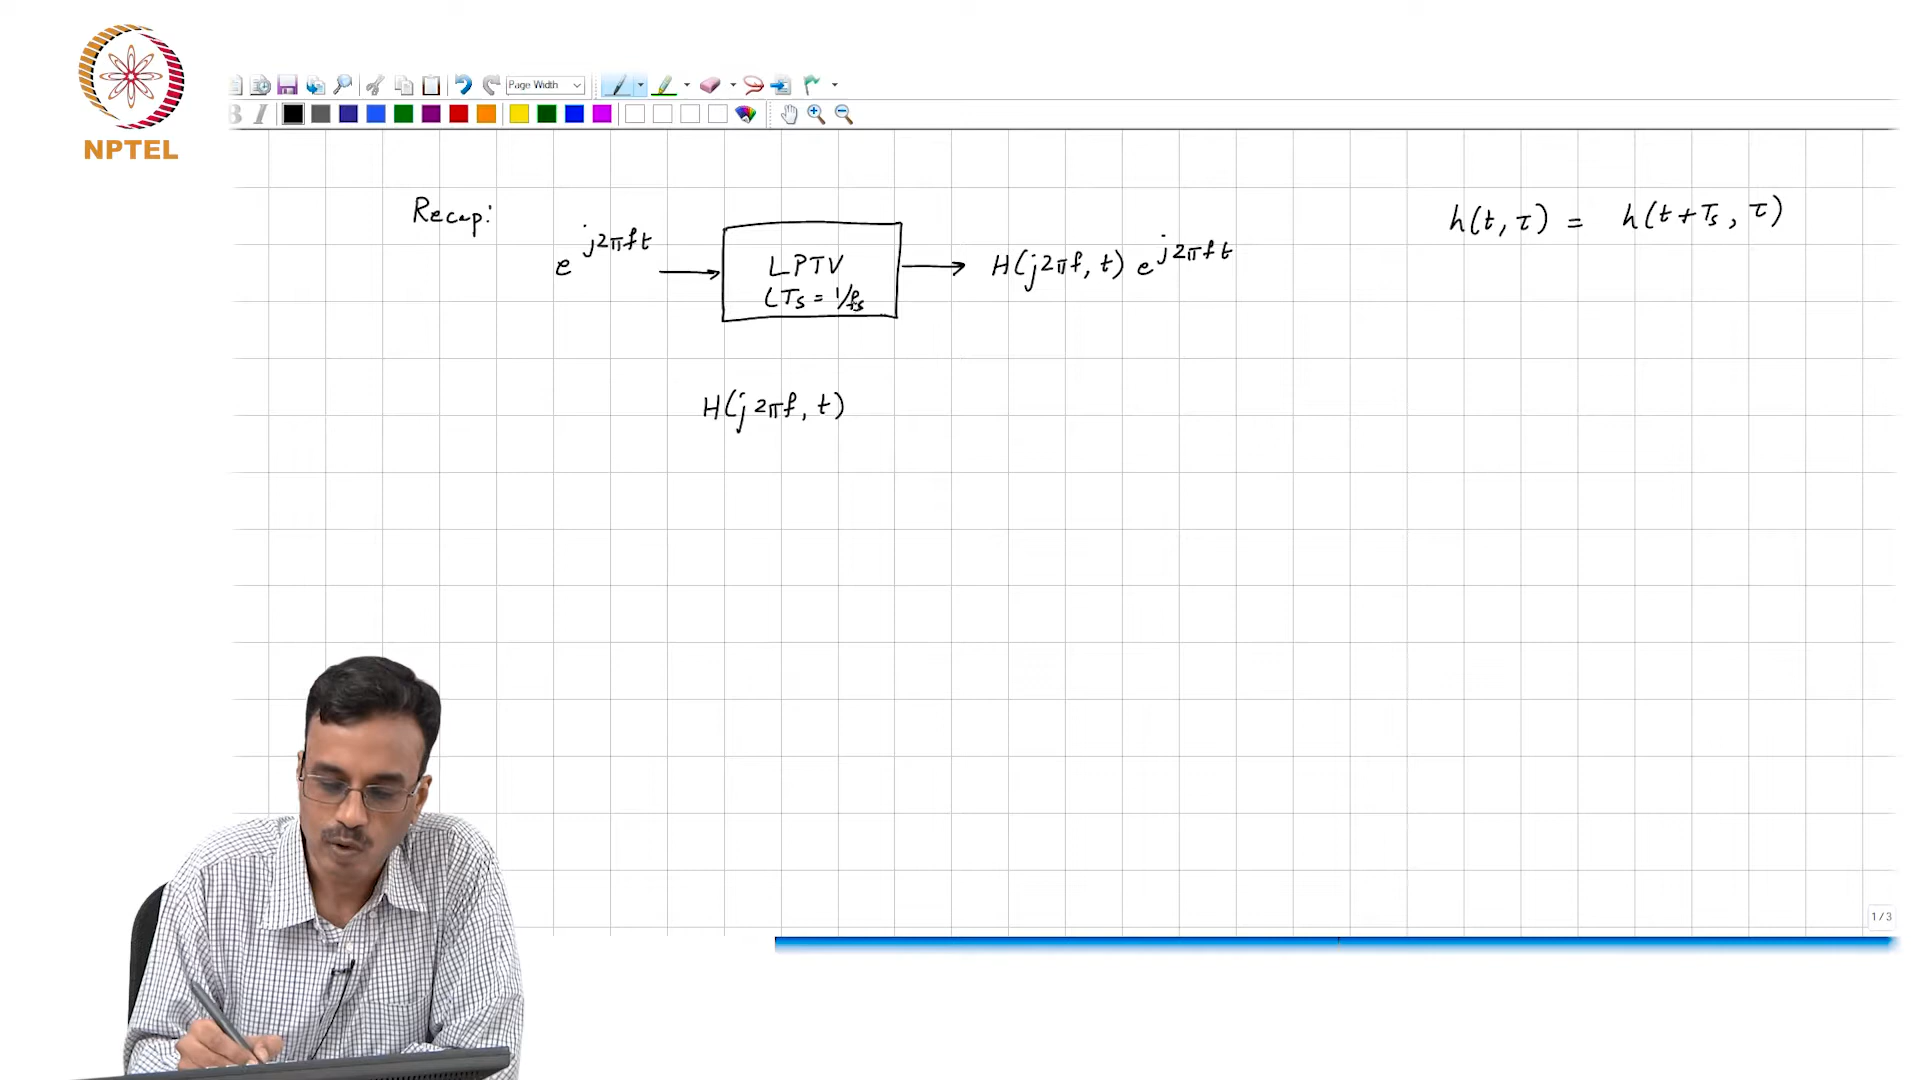 NPTEL
Page Width
B I
Recap:
e^{j2πft} → LPTV → H(j2πf, t) e^{j2πft}
(Ts = 1/fs
h(t, τ) = h(t+Ts, τ)
H(j2πf, t)
1/3